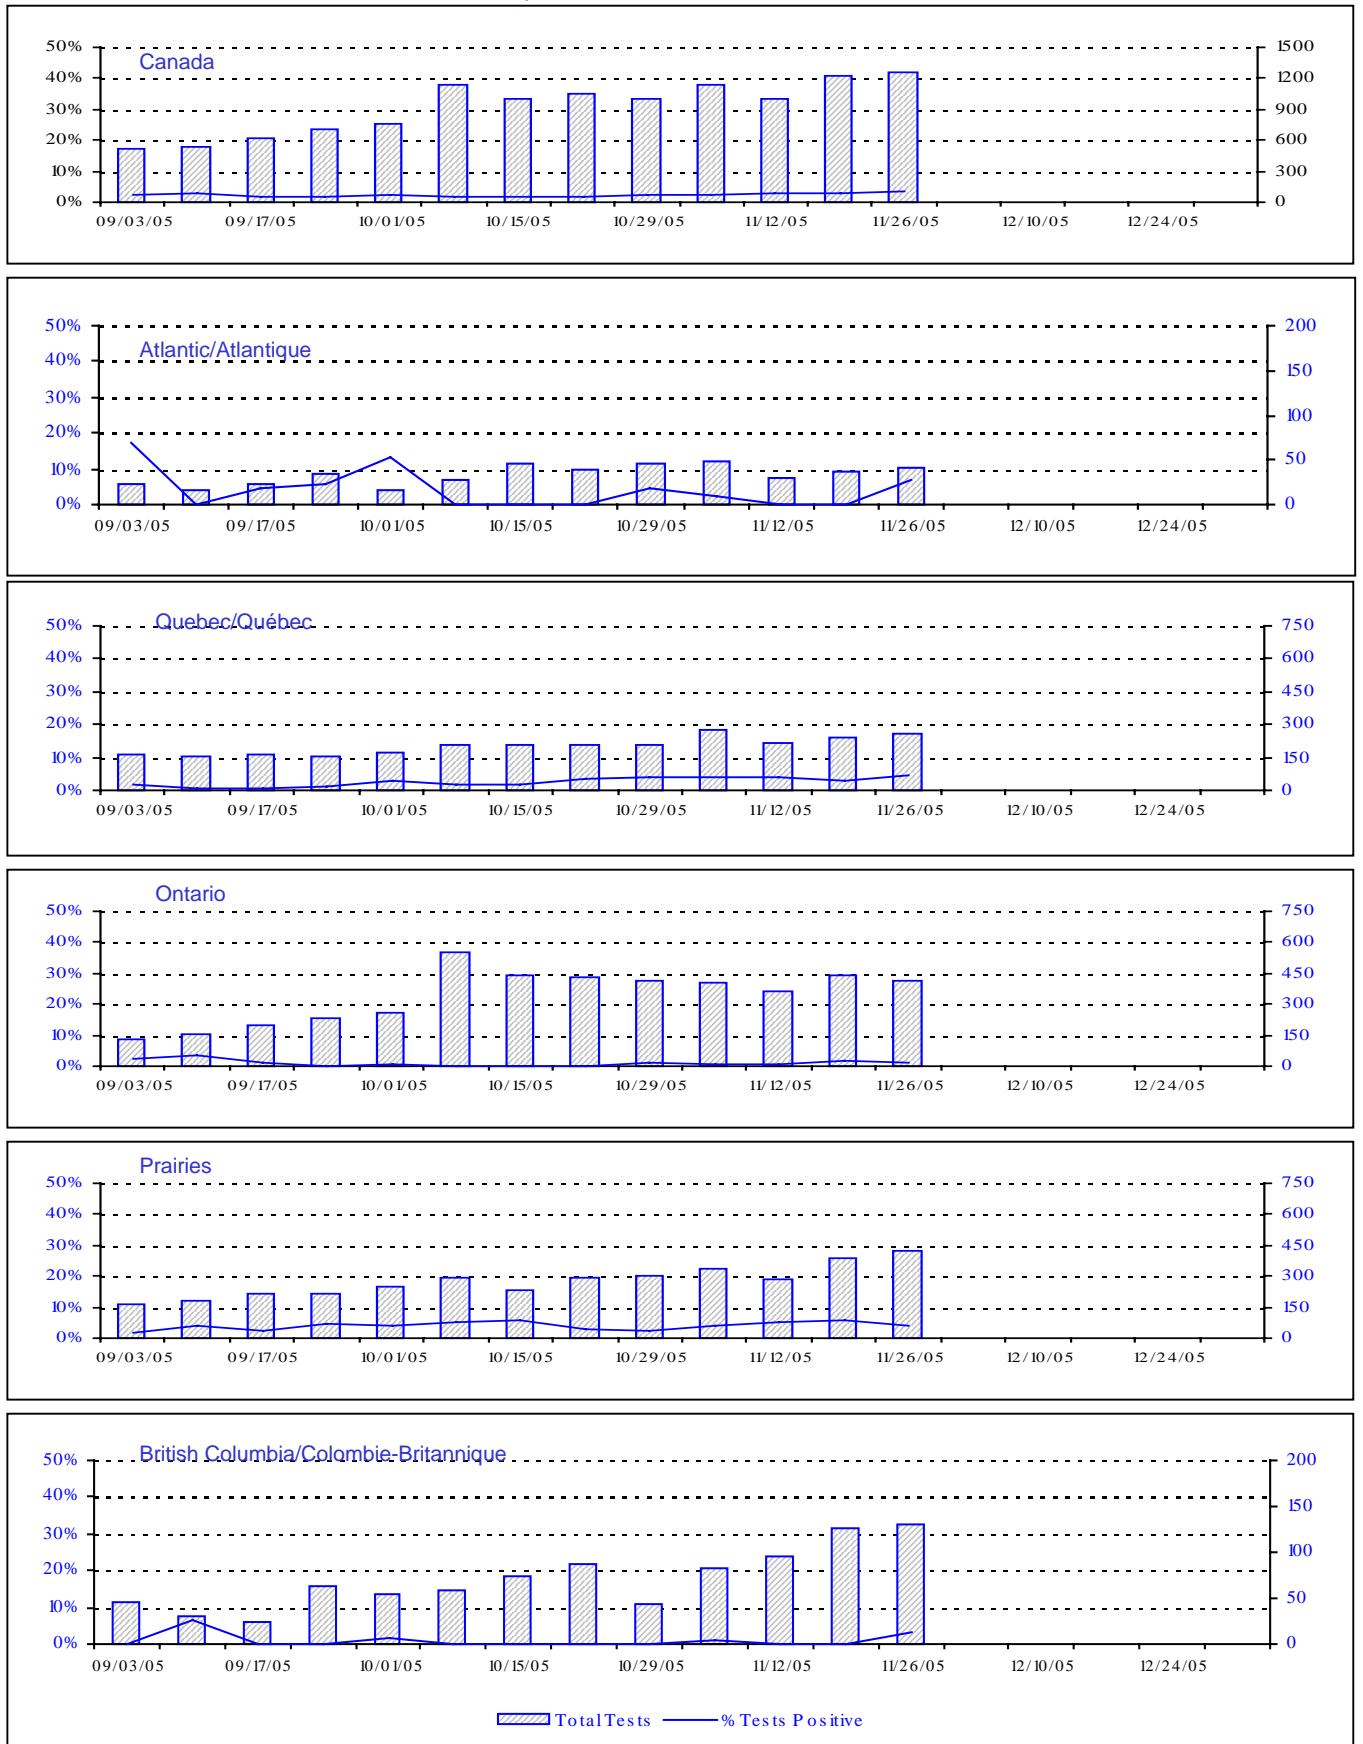 Canada
50% 1500
40% 1200
30% 900
20% 600
10% 300
0% 0
09/03/05 09/17/05 10/01/05 10/15/05 10/29/05 11/12/05 11/26/05 12/10/05 12/24/05
Atlantic/Atlantique
50% 200
40% 150
30% 100
20% 50
10% 0
0%
09/03/05 09/17/05 10/01/05 10/15/05 10/29/05 11/12/05 11/26/05 12/10/05 12/24/05
Quebec/Québec
50% 750
40% 600
30% 450
20% 300
10% 150
0% 0
09/03/05 09/17/05 10/01/05 10/15/05 10/29/05 11/12/05 11/26/05 12/10/05 12/24/05
Ontario
50% 750
40% 600
30% 450
20% 300
10% 150
0% 0
09/03/05 09/17/05 10/01/05 10/15/05 10/29/05 11/12/05 11/26/05 12/10/05 12/24/05
Prairies
50% 750
40% 600
30% 450
20% 300
10% 150
0% 0
09/03/05 09/17/05 10/01/05 10/15/05 10/29/05 11/12/05 11/26/05 12/10/05 12/24/05
British Columbia/Colombie-Britannique
50% 200
40% 150
30% 100
20% 50
10% 0
0%
09/03/05 09/17/05 10/01/05 10/15/05 10/29/05 11/12/05 11/26/05 12/10/05 12/24/05
Total Tests % Tests Positive